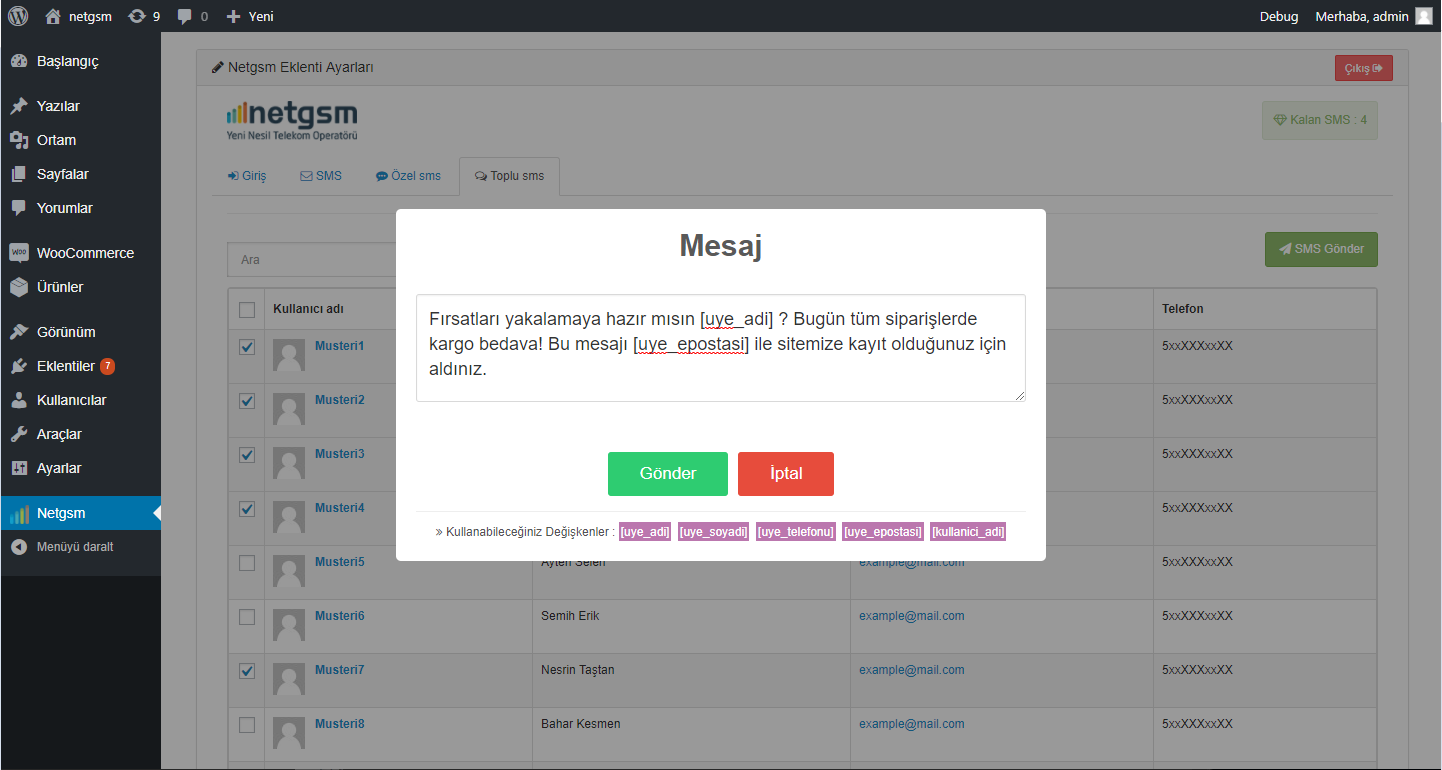 netgsm 9 0 Yeni Debug Merhaba, admin
Başlangıç
Yazılar
Ortam
Sayfalar
Yorumlar
WooCommerce
Ürünler
Görünüm
Eklentiler 7
Kullanıcılar
Araçlar
Ayarlar
Netgsm
Menüyü daralt
Netgsm Eklenti Ayarları Çıkış
netgsm
Yeni Nesil Telekom Operatörü
Kalan SMS : 4
Giriş SMS Özel sms Toplu sms
Ara SMS Gönder
Kullanıcı adı Telefon
Musteri1 5xxXXXxxXX
Musteri2 5xxXXXxxXX
Musteri3 5xxXXXxxXX
Musteri4 5xxXXXxxXX
Mesaj
Fırsatları yakalamaya hazır mısın [uye_adi] ? Bugün tüm siparişlerde
kargo bedava! Bu mesajı [uye_epostasi] ile sitemize kayıt olduğunuz için
aldınız.
Gönder İptal
» Kullanabileceğiniz Değişkenler : [uye_adi] [uye_soyadi] [uye_telefonu] [uye_epostasi] [kullanici_adi]
Musteri5 Ayten Selen example@mail.com 5xxXXXxxXX
Musteri6 Semih Erik example@mail.com 5xxXXXxxXX
Musteri7 Nesrin Taştan example@mail.com 5xxXXXxxXX
Musteri8 Bahar Kesmen example@mail.com 5xxXXXxxXX